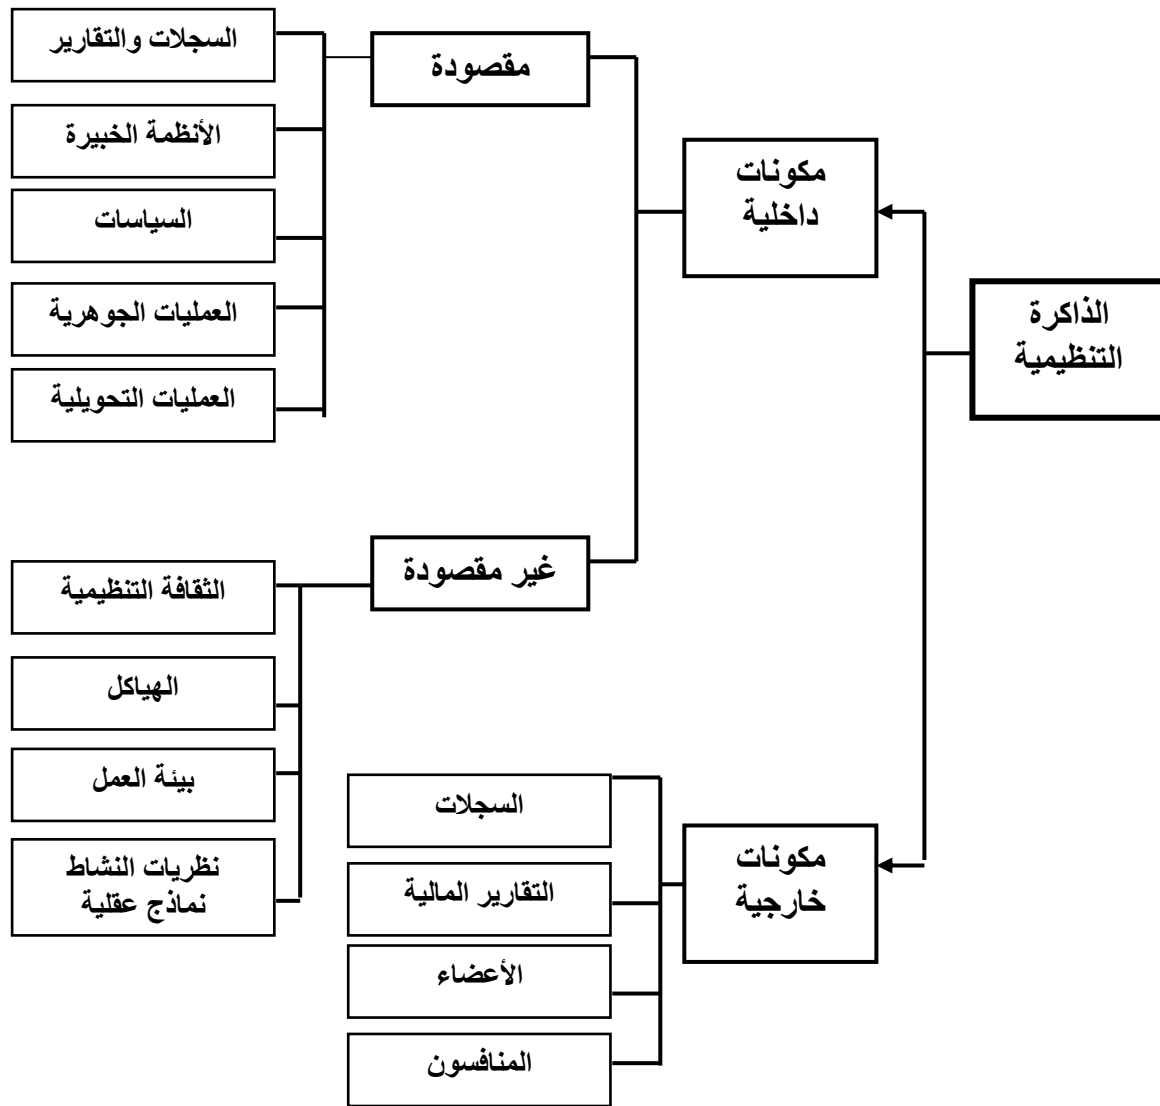 الذاكرة
التنظيمية
مكونات
داخلية
مقصودة
السجلات والتقارير
الأنظمة الخبيرة
السياسات
العمليات الجوهرية
العمليات التحويلية
غير مقصودة
الثقافة التنظيمية
الهياكل
بيئة العمل
نظريات النشاط
نماذج عقلية
مكونات
خارجية
السجلات
التقارير المالية
الأعضاء
المنافسون